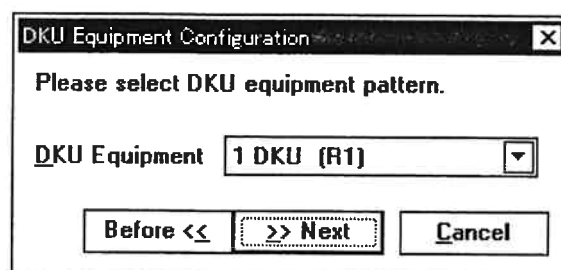 DKU Equipment Configuration
Please select DKU equipment pattern.
DKU Equipment 1 DKU (R1)
Before << >> Next Cancel